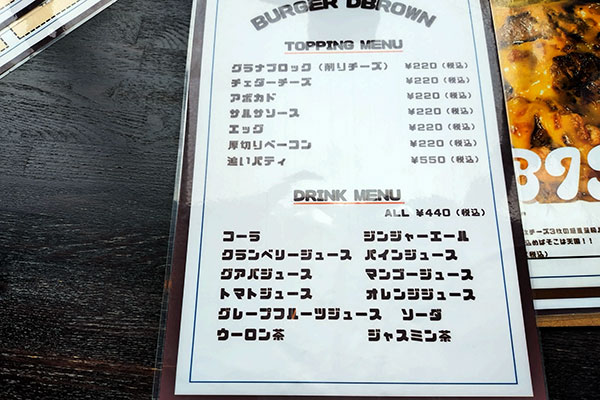 BURGER DBROWN
TOPPING MENU
グラナブロック（削りチーズ） ¥220（税込）
チェダーチーズ ¥220（税込）
アボカド ¥220（税込）
サルサソース ¥220（税込）
エッグ ¥220（税込）
厚切りベーコン ¥220（税込）
追いパティ ¥550（税込）
DRINK MENU
ALL ¥440（税込）
コーラ ジンジャーエール
クランベリージュース パインジュース
グアバジュース マンゴージュース
トマトジュース オレンジジュース
グレープフルーツジュース ソーダ
ウーロン茶 ジャスミン茶